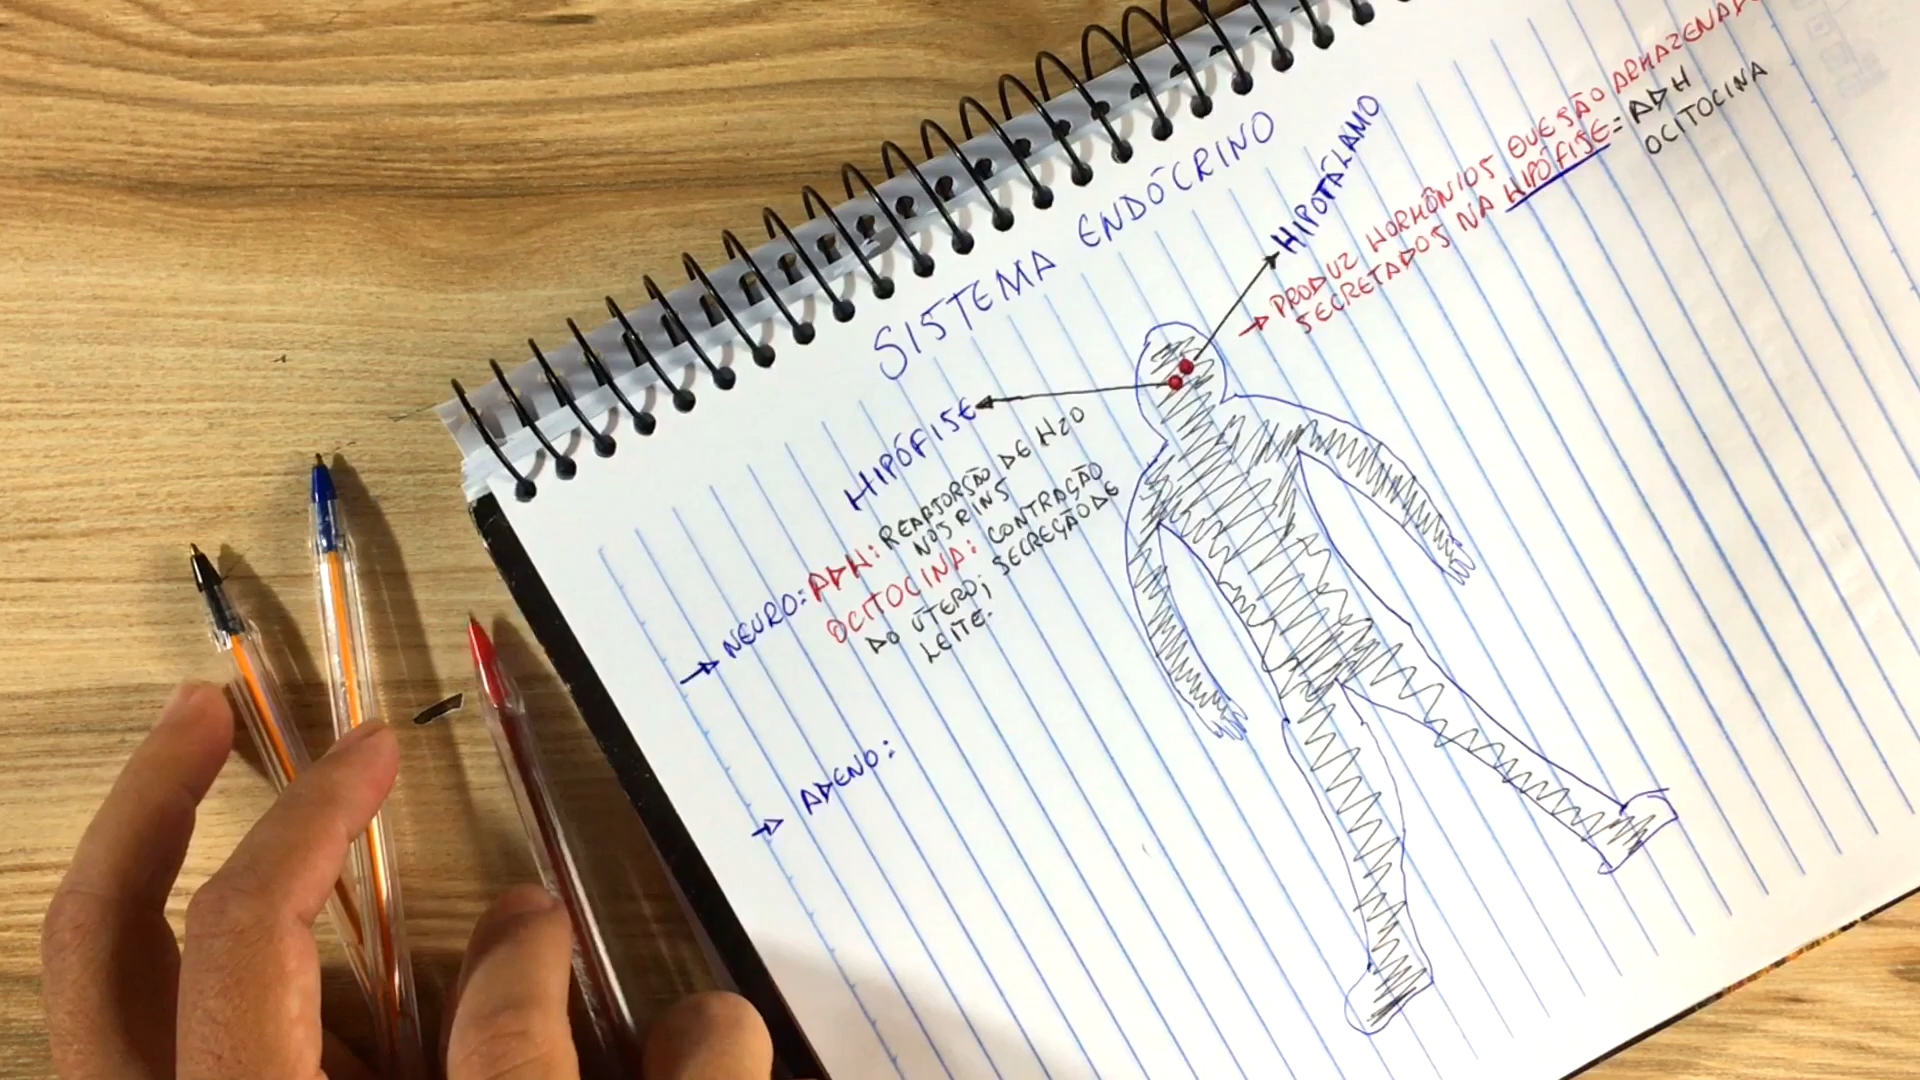 SISTEMA ENDÓCRINO
HIPOTÁLAMO
→ PRODUZ HORMÔNIOS QUE SÃO ARMAZENADOS
SECRETADOS NA HIPÓFISE = ADH
OCITOCINA
HIPÓFISE
→ NEURO: ADH: REABSORSÃO DE H2O
NOS RINS
OCITOCINA: CONTRAÇÃO
DO ÚTERO; SECREÇÃO DE
LEITE.
→ ADENO: